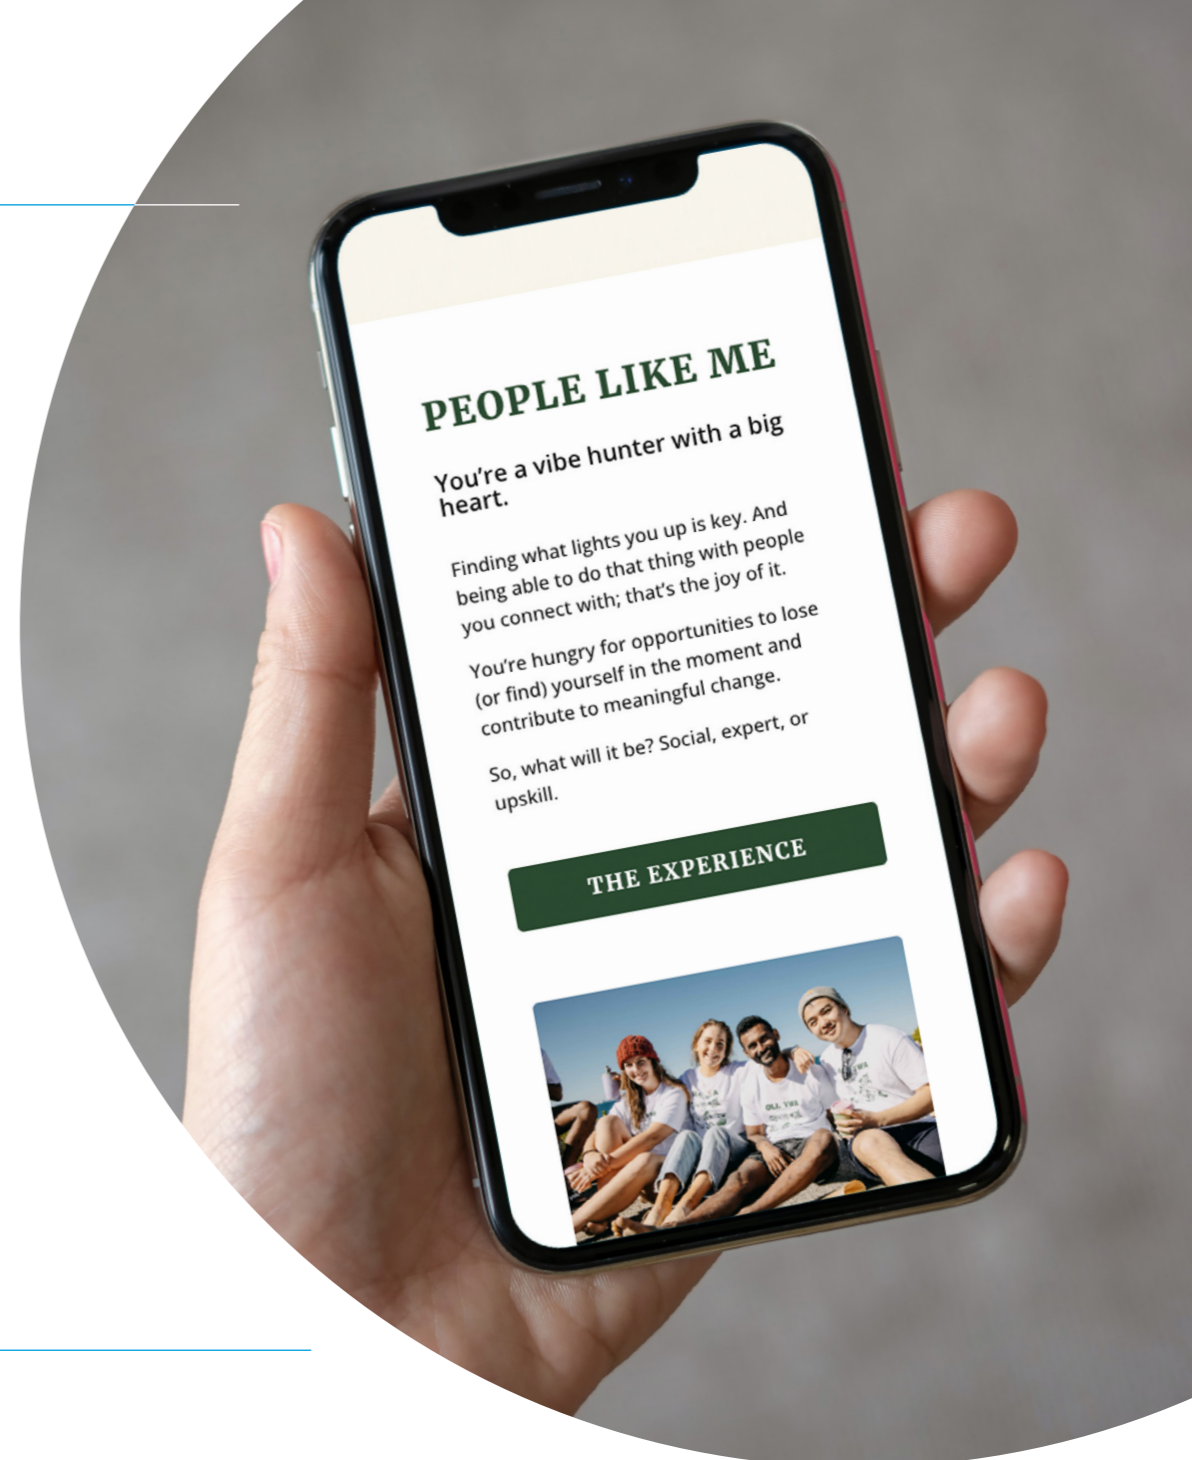 PEOPLE LIKE ME
You’re a vibe hunter with a big
heart.
Finding what lights you up is key. And
being able to do that thing with people
you connect with; that’s the joy of it.
You’re hungry for opportunities to lose
(or find) yourself in the moment and
contribute to meaningful change.
So, what will it be? Social, expert, or
upskill.
THE EXPERIENCE